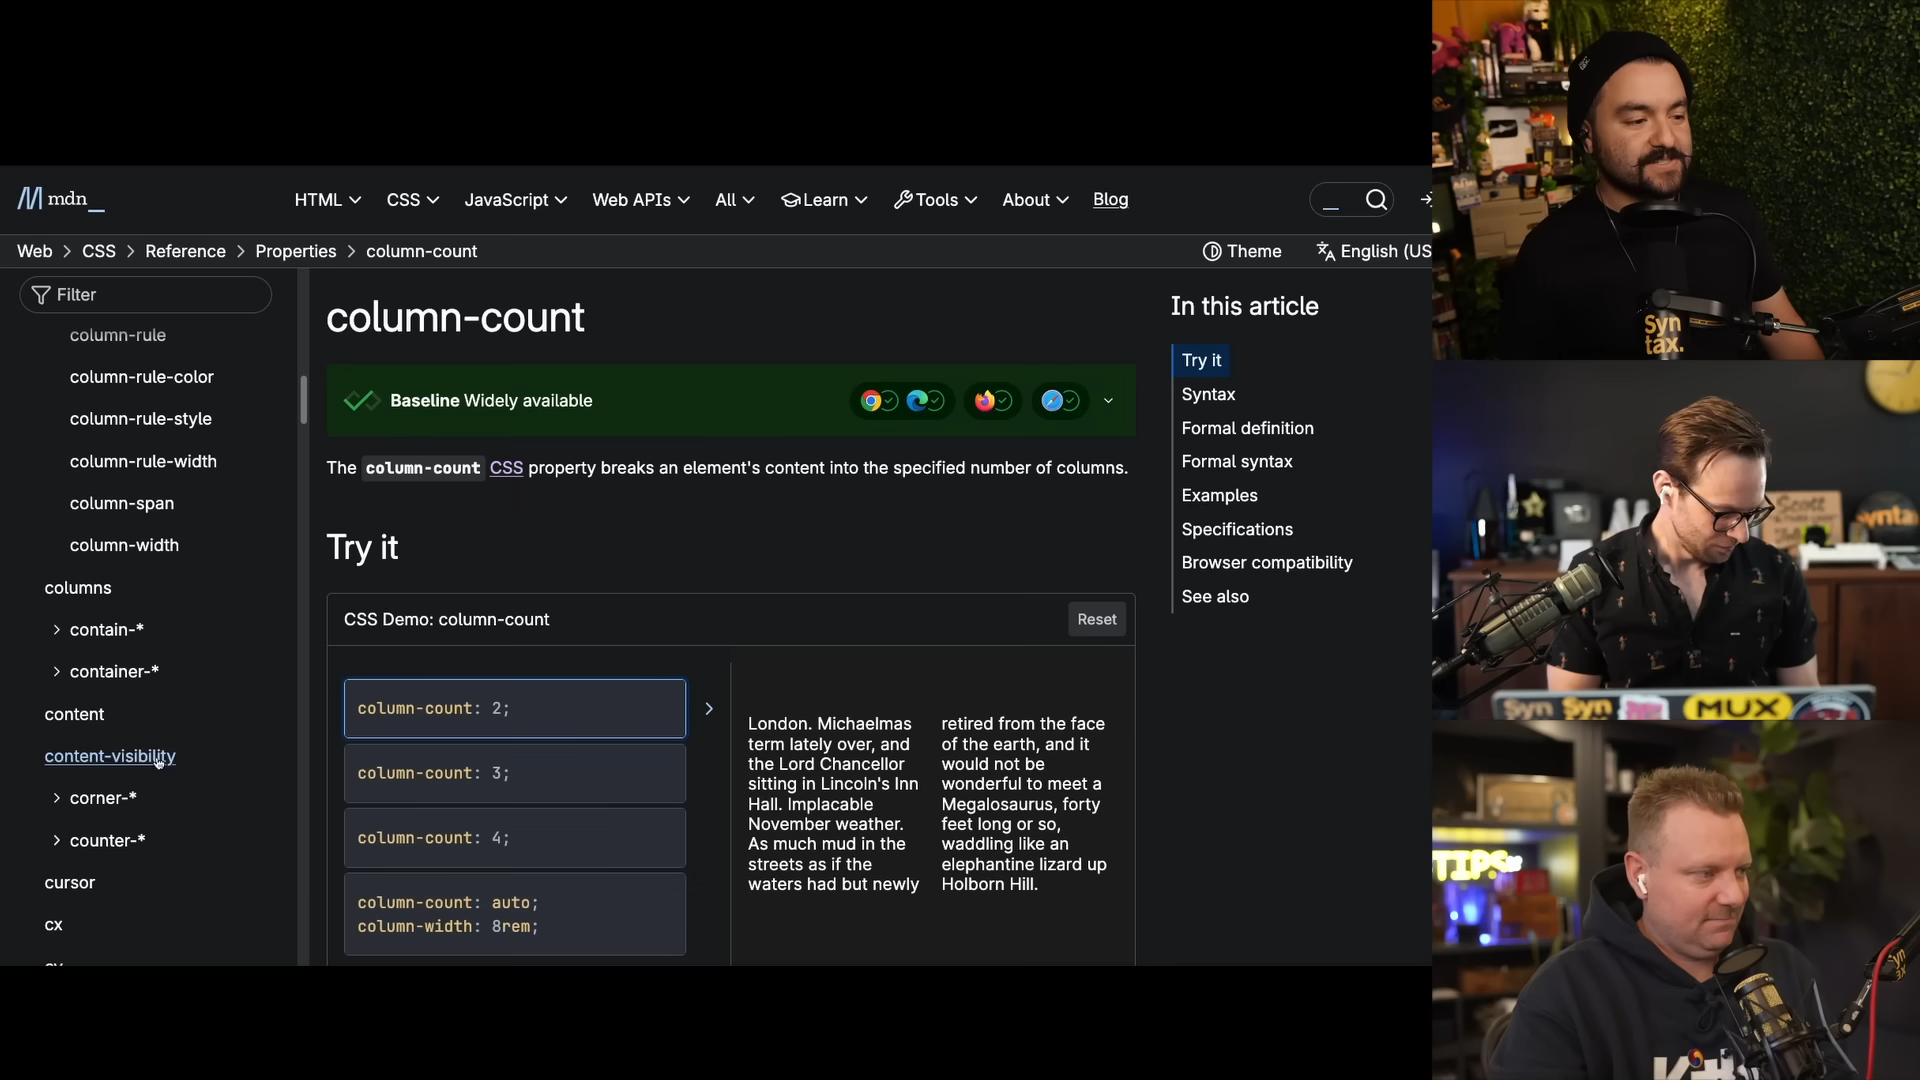 mdn_
HTML
CSS
JavaScript
Web APIs
All
Learn
Tools
About
Blog
Web > CSS > Reference > Properties > column-count
Theme
English (US
Filter
column-rule
column-rule-color
column-rule-style
column-rule-width
column-span
column-width
columns
contain-*
container-*
content
content-visibility
corner-*
counter-*
cursor
cx
column-count
Baseline Widely available
The column-count CSS property breaks an element's content into the specified number of columns.
Try it
CSS Demo: column-count
Reset
column-count: 2;
column-count: 3;
column-count: 4;
column-count: auto;
column-width: 8rem;
London. Michaelmas
term lately over, and
the Lord Chancellor
sitting in Lincoln's Inn
Hall. Implacable
November weather.
As much mud in the
streets as if the
waters had but newly
retired from the face
of the earth, and it
would not be
wonderful to meet a
Megalosaurus, forty
feet long or so,
waddling like an
elephantine lizard up
Holborn Hill.
In this article
Try it
Syntax
Formal definition
Formal syntax
Examples
Specifications
Browser compatibility
See also
Syn
tax.
Scott
Syn
Syn
MUX
TIPS